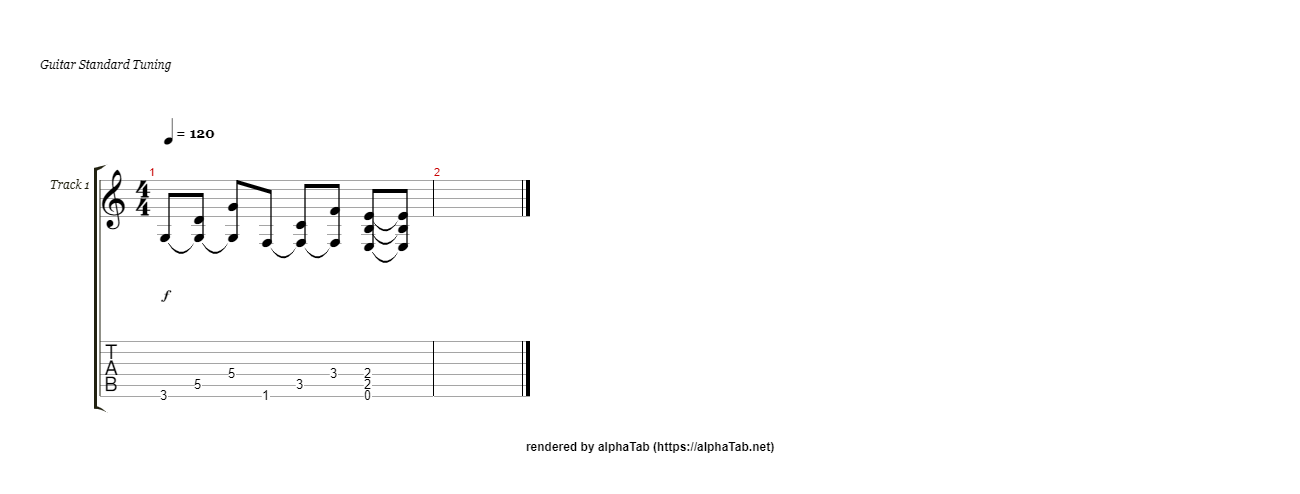 Guitar Standard Tuning
= 120
1 2
Track 1
4
4
f
T
A 5 3 2
B 5 3 2
3 1 0
rendered by alphaTab (https://alphaTab.net)